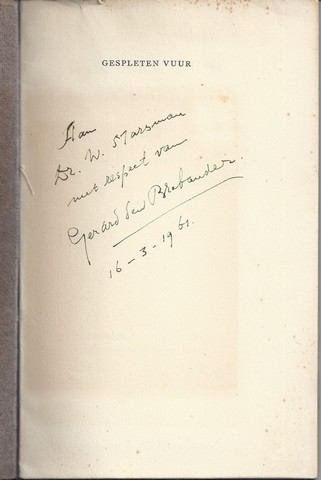 GESPLETEN VUUR
Aan
Dr. W. Marsman
met respect van
Gerard den Brabander.
16-3-1961.